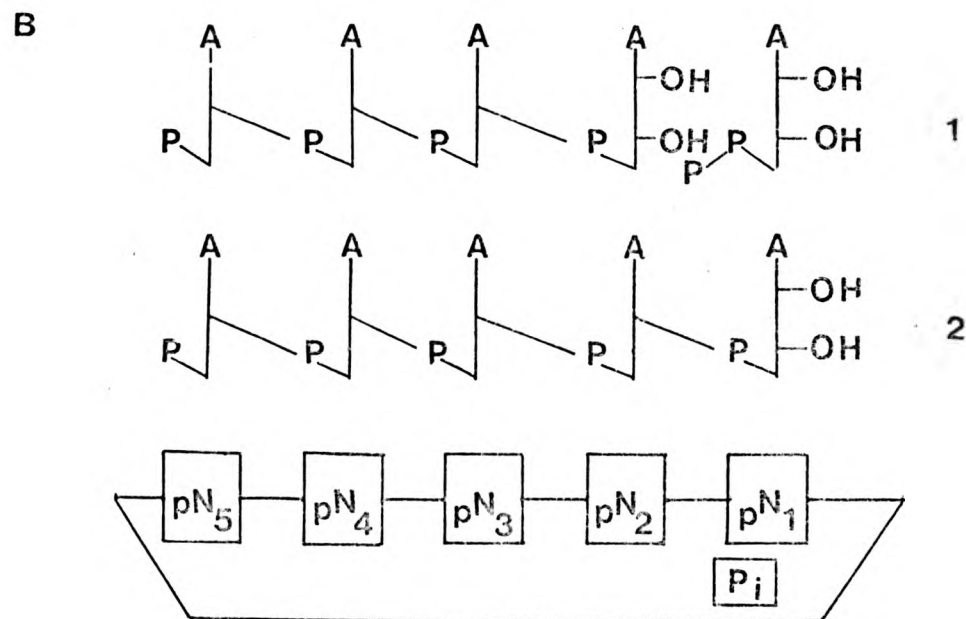 B
A A A A A
OH OH
P P P P OH P OH 1
P
A A A A A
OH
P P P P P OH 2
pN5 pN4 pN3 pN2 pN1
Pi